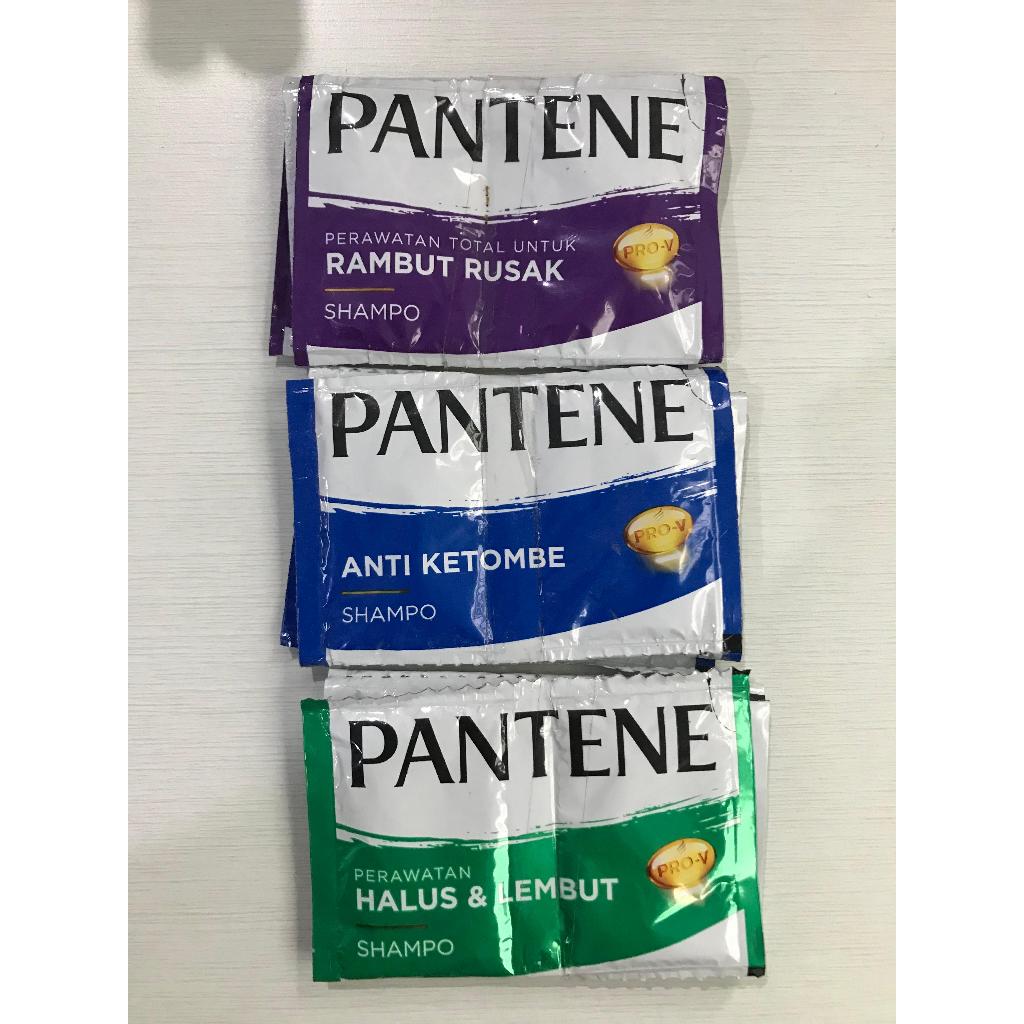 PANTENE
PERAWATAN TOTAL UNTUK
RAMBUT RUSAK
SHAMPO
PRO-V
PANTENE
ANTI KETOMBE
SHAMPO
PRO-V
PANTENE
PERAWATAN
HALUS & LEMBUT
SHAMPO
PRO-V